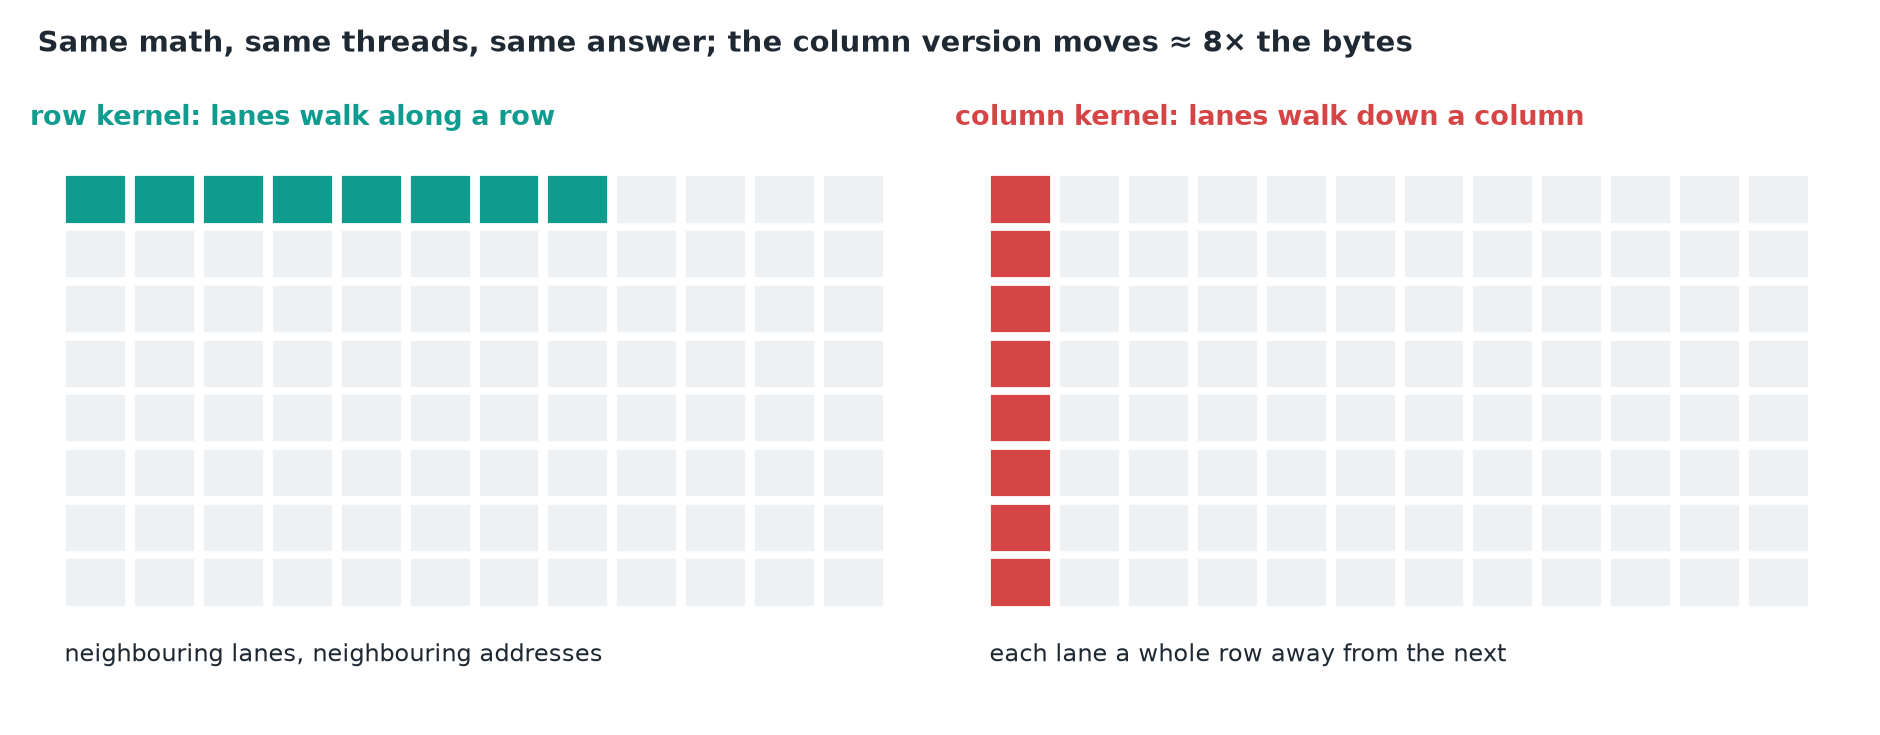 Same math, same threads, same answer; the column version moves ≈ 8× the bytes
row kernel: lanes walk along a row
column kernel: lanes walk down a column
neighbouring lanes, neighbouring addresses
each lane a whole row away from the next